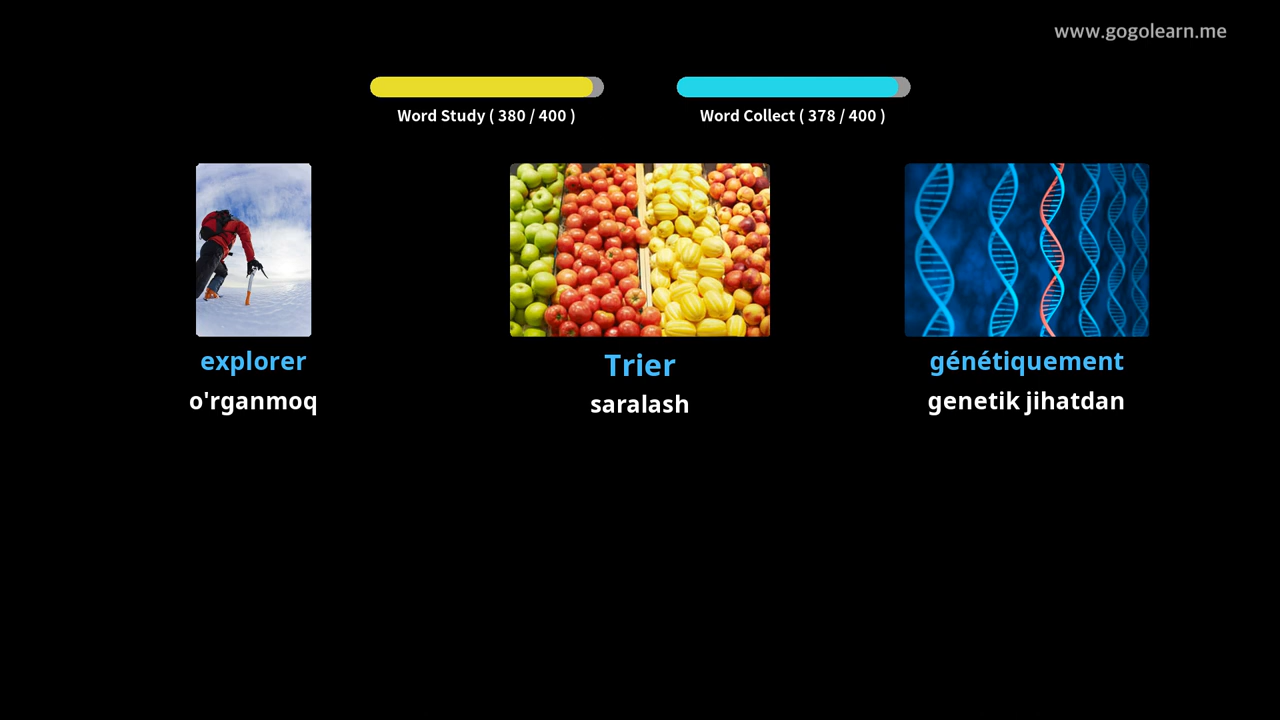 www.gogolearn.me
Word Study ( 380 / 400 )
Word Collect ( 378 / 400 )
explorer
o'rganmoq
Trier
saralash
génétiquement
genetik jihatdan